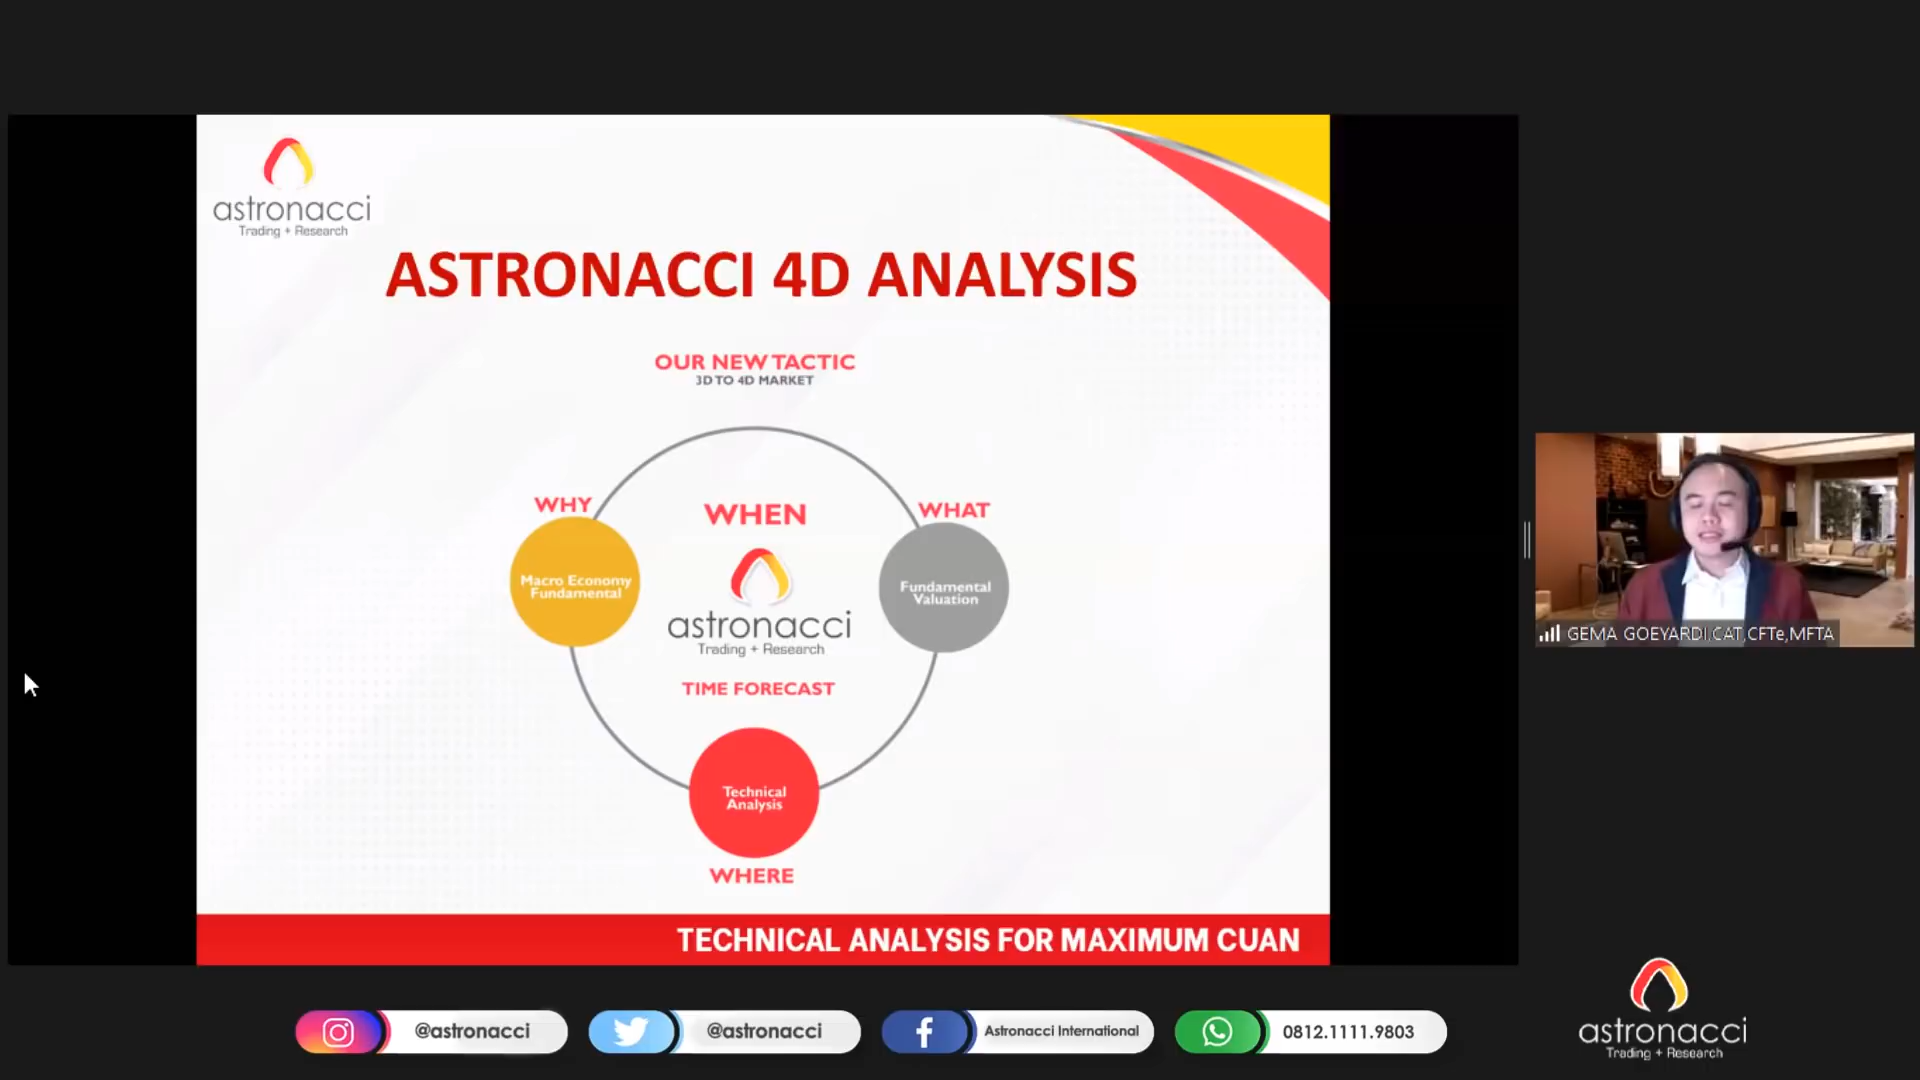 astronacci
Trading + Research
ASTRONACCI 4D ANALYSIS
OUR NEW TACTIC
3D TO 4D MARKET
WHY
Macro Economy
Fundamental
WHEN
astronacci
Trading + Research
TIME FORECAST
WHAT
Fundamental
Valuation
Technical
Analysis
WHERE
TECHNICAL ANALYSIS FOR MAXIMUM CUAN
GEMA GOEYARDI.CAT,CFTe,MFTA
@astronacci
@astronacci
Astronacci International
0812.1111.9803
astronacci
Trading + Research